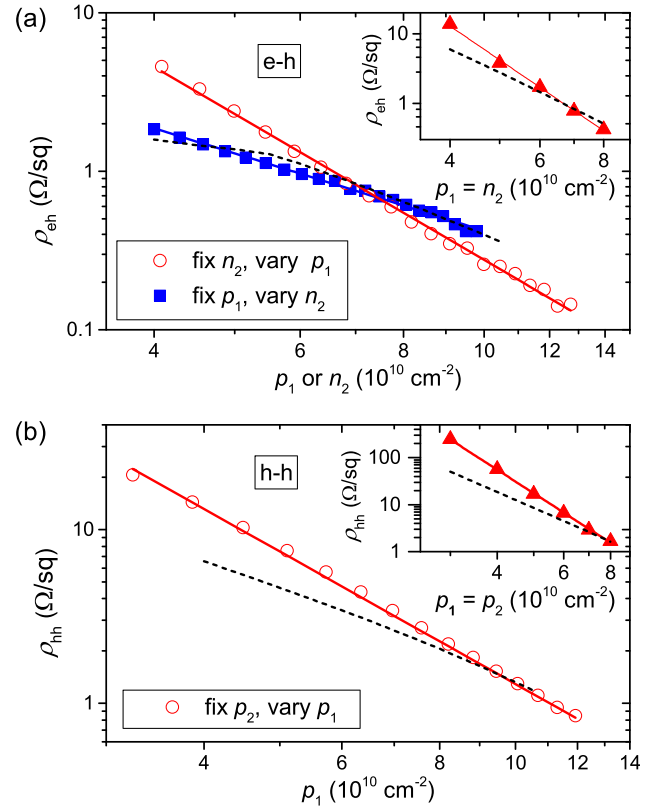 (a)
e-h
ρeh (Ω/sq)
10
1
0.1
4 6 8 10 12 14
p1 or n2 (10^10 cm^-2)
fix n2, vary p1
fix p1, vary n2
ρeh (Ω/sq)
10
1
4 6 8
p1 = n2 (10^10 cm^-2)
(b)
h-h
ρhh (Ω/sq)
10
1
4 6 8 10 12 14
p1 (10^10 cm^-2)
fix p2, vary p1
ρhh (Ω/sq)
100
10
1
4 6 8
p1 = p2 (10^10 cm^-2)